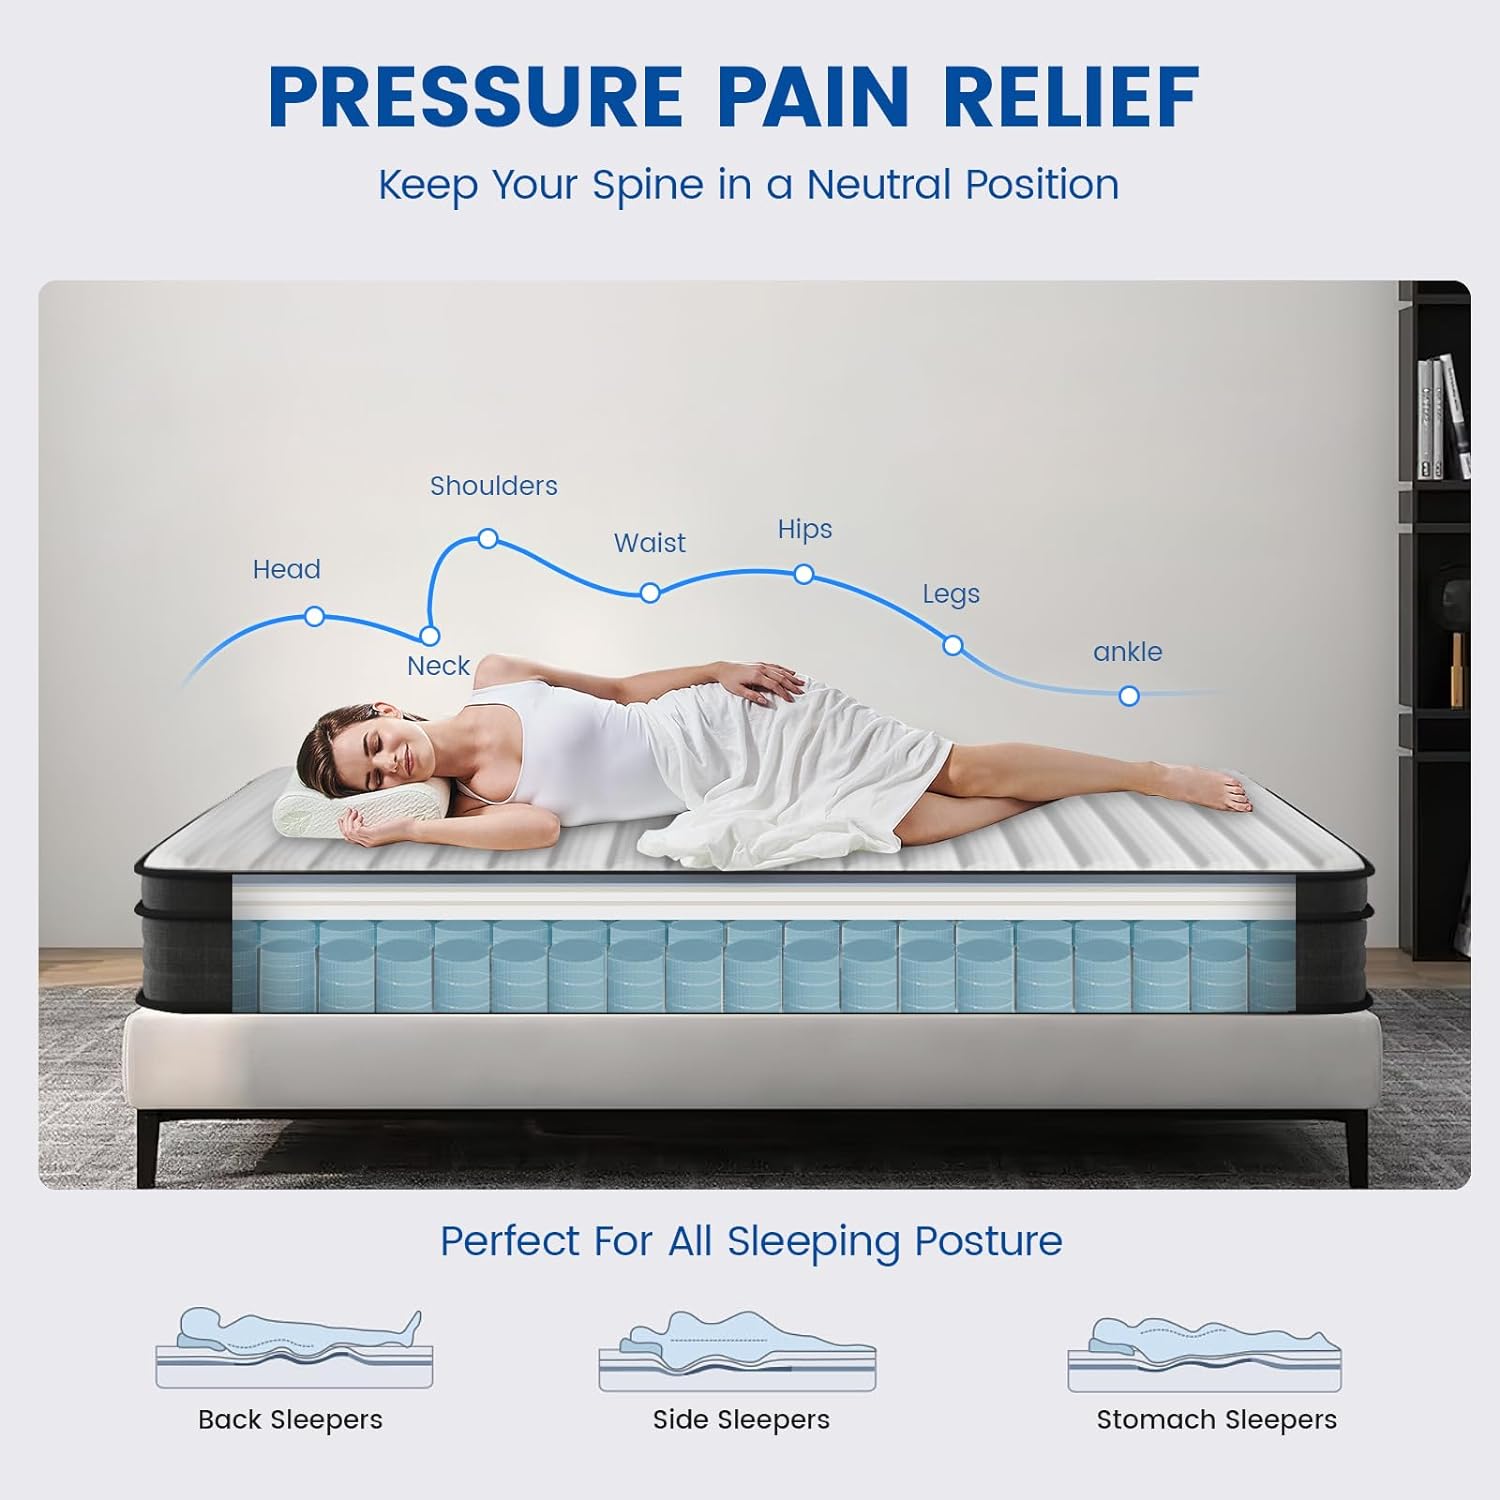 PRESSURE PAIN RELIEF
Keep Your Spine in a Neutral Position
Shoulders
Hips
Waist
Head
Legs
ankle
Neck
Perfect For All Sleeping Posture
Back Sleepers
Side Sleepers
Stomach Sleepers